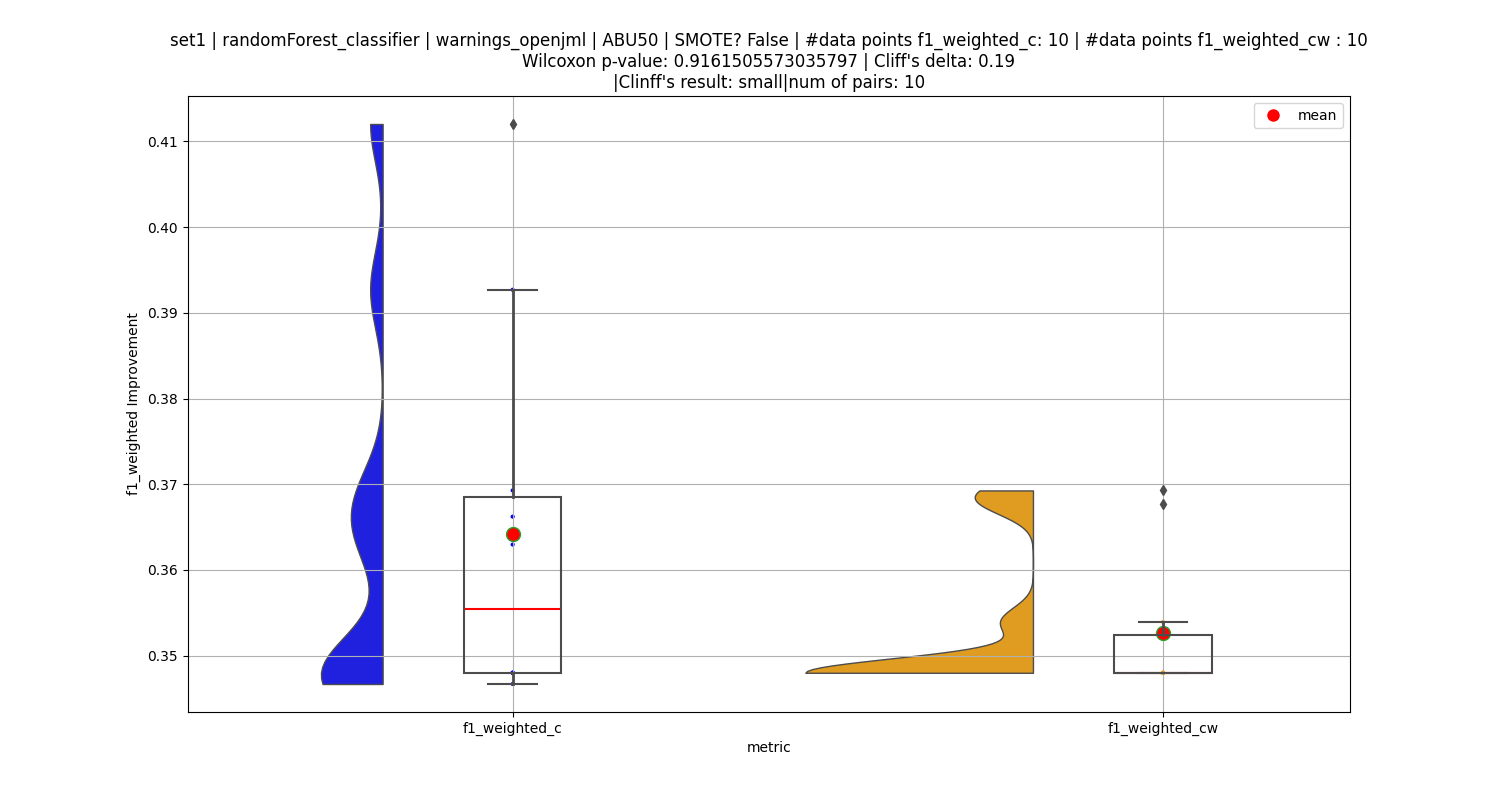 set1 | randomForest_classifier | warnings_openjml | ABU50 | SMOTE? False | #data points f1_weighted_c: 10 | #data points f1_weighted_cw : 10
Wilcoxon p-value: 0.9161505573035797 | Cliff's delta: 0.19
|Clinff's result: small|num of pairs: 10
mean
0.41
0.40
0.39
0.38
0.37
0.36
0.35
f1_weighted Improvement
f1_weighted_c
f1_weighted_cw
metric